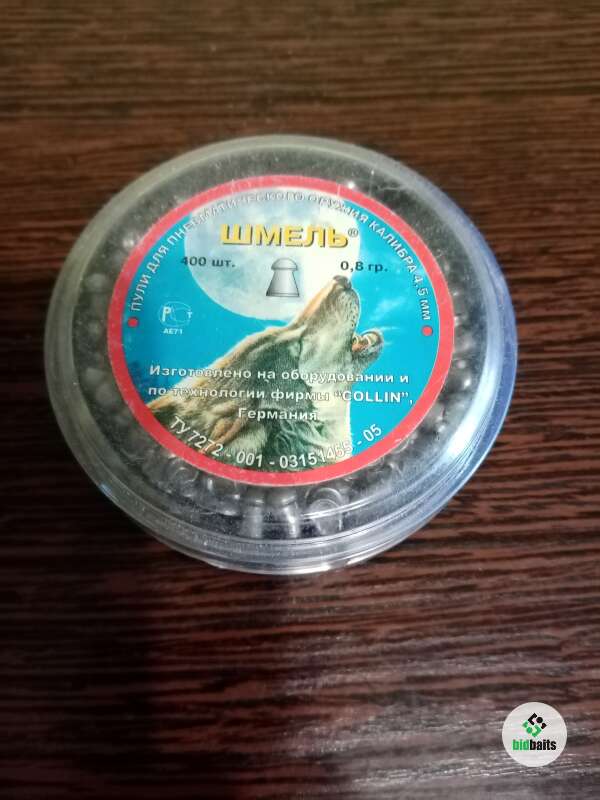 ПУЛИ ДЛЯ ПНЕВМАТИЧЕСКОГО ОРУЖИЯ КАЛИБРА 4,5 мм
ШМЕЛЬ®
400 шт.
0,8 гр.
РСТ
АЕ71
Изготовлено на оборудовании и
по технологии фирмы "COLLIN",
Германия
ТУ 7272 - 001 - 03151455 - 05
bidbaits